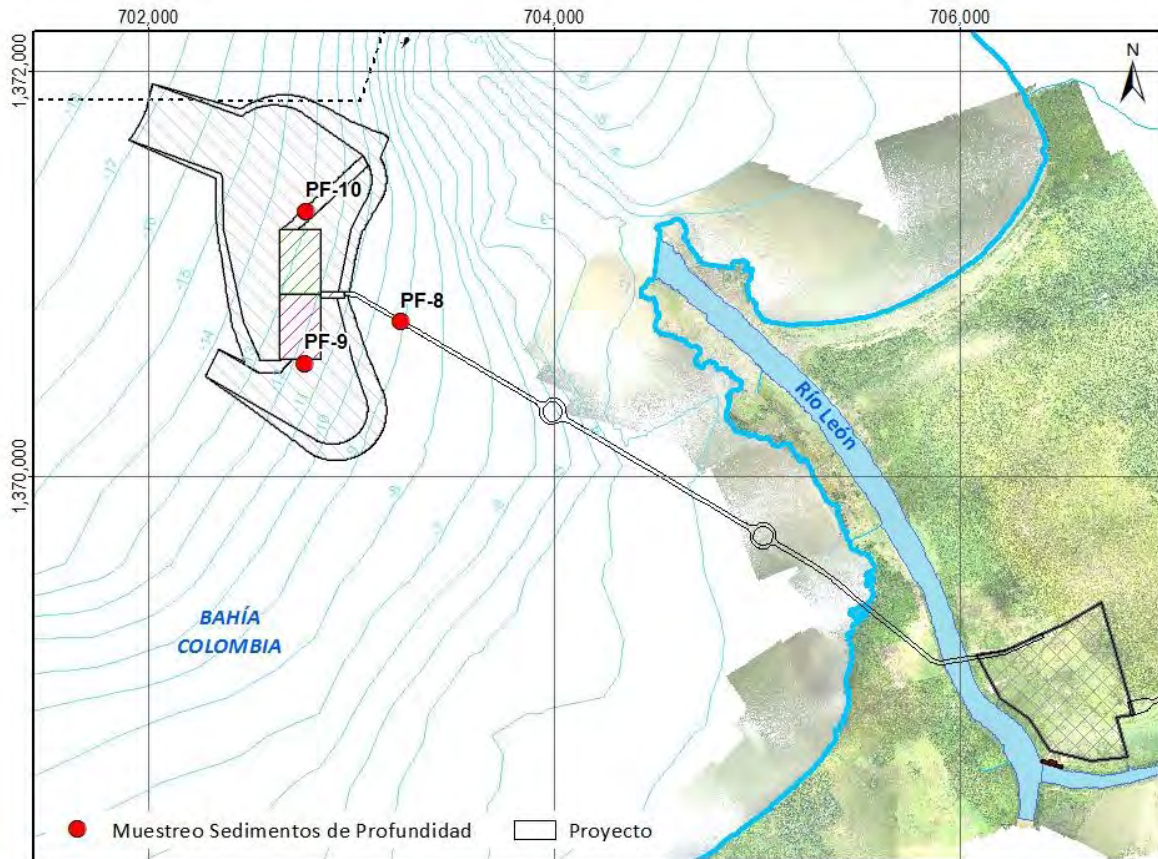 702,000
704,000
706,000
1,372,000
N
PF-10
PF-8
PF-9
Río León
1,370,000
BAHÍA
COLOMBIA
Muestreo Sedimentos de Profundidad
Proyecto
-17